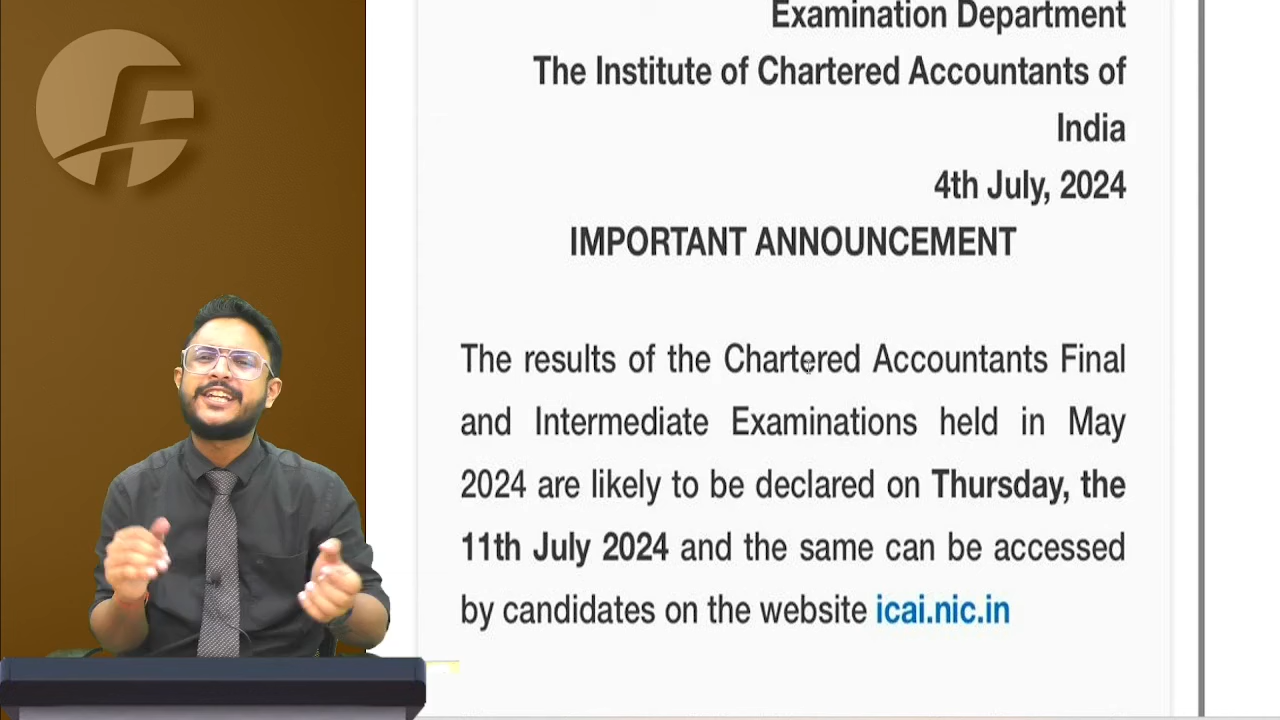 Examination Department
The Institute of Chartered Accountants of
India
4th July, 2024
IMPORTANT ANNOUNCEMENT
The results of the Chartered Accountants Final
and Intermediate Examinations held in May
2024 are likely to be declared on Thursday, the
11th July 2024 and the same can be accessed
by candidates on the website icai.nic.in